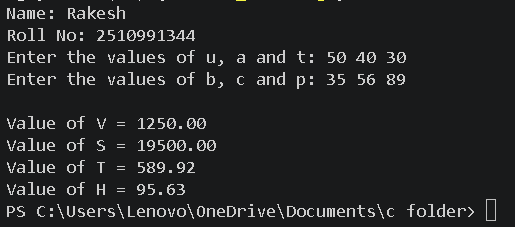 Name: Rakesh
Roll No: 2510991344
Enter the values of u, a and t: 50 40 30
Enter the values of b, c and p: 35 56 89
Value of V = 1250.00
Value of S = 19500.00
Value of T = 589.92
Value of H = 95.63
PS C:\Users\Lenovo\OneDrive\Documents\c folder>